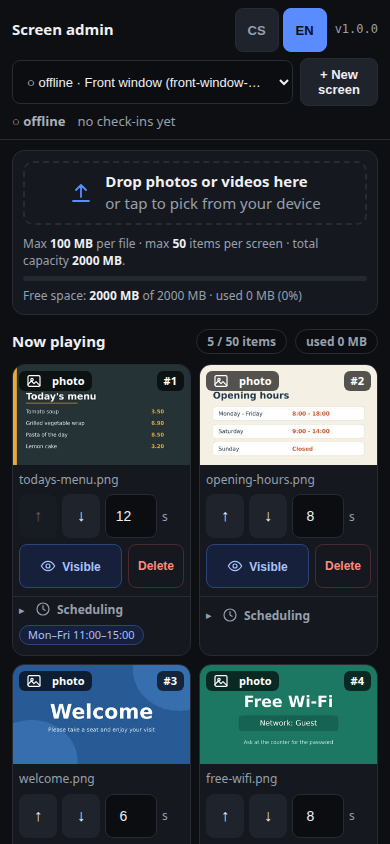 Screen admin
CS
EN
v1.0.0
○ offline · Front window (front-window-…
+ New
screen
○ offline no check-ins yet
Drop photos or videos here
or tap to pick from your device
Max 100 MB per file · max 50 items per screen · total
capacity 2000 MB.
Free space: 2000 MB of 2000 MB · used 0 MB (0%)
Now playing
5 / 50 items
used 0 MB
photo
#1
Today's menu
Tomato soup 3.50
Grilled vegetable wrap 6.90
Pasta of the day 8.50
Lemon cake 3.20
todays-menu.png
↑ ↓ 12 s
Visible
Delete
▸ Scheduling
Mon–Fri 11:00–15:00
photo
#2
Opening hours
Monday - Friday 8:00 - 18:00
Saturday 9:00 - 14:00
Sunday Closed
opening-hours.png
↑ ↓ 8 s
Visible
Delete
▸ Scheduling
photo
#3
Welcome
Please take a seat and enjoy your visit
welcome.png
↑ ↓ 6 s
photo
#4
Free Wi-Fi
Network: Guest
Ask at the counter for the password
free-wifi.png
↑ ↓ 8 s